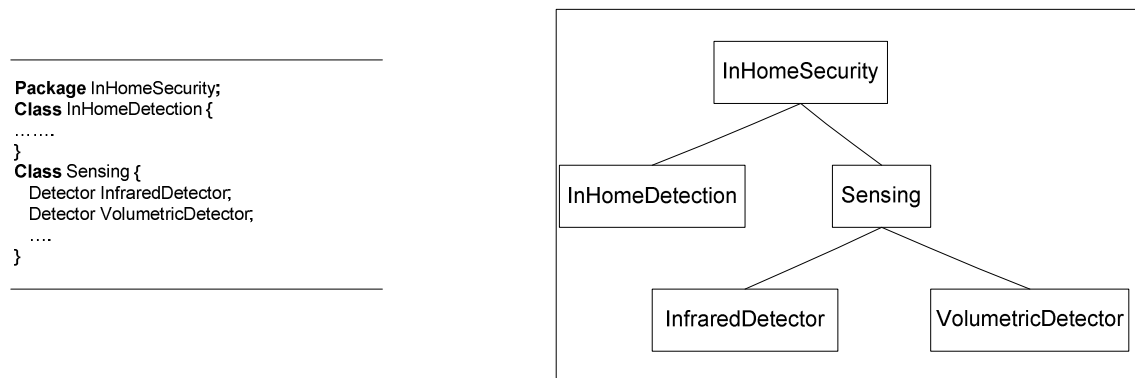 Package InHomeSecurity;
Class InHomeDetection {
…….
}
Class Sensing {
Detector InfraredDetector;
Detector VolumetricDetector;
….
}
InHomeSecurity
InHomeDetection
Sensing
InfraredDetector
VolumetricDetector